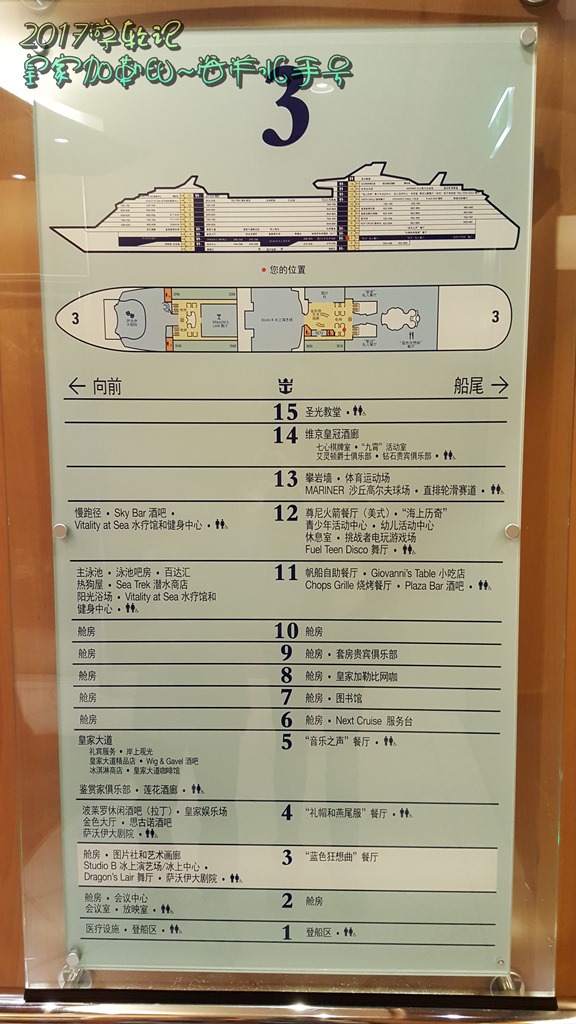 2017游轮记
皇家加勒比~海洋水手号
3
您的位置
3
3
← 向前
船尾 →
15 圣光教堂
14 维京皇冠酒廊
七心棋牌室 • “九霄”活动室
艾灵顿爵士俱乐部 • 钻石贵宾俱乐部
13 攀岩墙 • 体育运动场
MARINER 沙丘高尔夫球场 • 直排轮滑赛道
慢跑径 • Sky Bar 酒吧 •
Vitality at Sea 水疗馆和健身中心
12 尊尼火箭餐厅（美式）• “海上历奇”
青少年活动中心 • 幼儿活动中心
休息室 • 挑战者电玩游戏场
Fuel Teen Disco 舞厅
主泳池 • 泳池吧房 • 百达汇
热狗屋 • Sea Trek 潜水商店
阳光浴场 • Vitality at Sea 水疗馆和
健身中心
11 帆船自助餐厅 • Giovanni's Table 小吃店
Chops Grille 烧烤餐厅 • Plaza Bar 酒吧
舱房 10 舱房
舱房 9 舱房 • 套房贵宾俱乐部
舱房 8 舱房 • 皇家加勒比网咖
舱房 7 舱房 • 图书馆
舱房 6 舱房 • Next Cruise 服务台
皇家大道
礼宾服务 • 岸上观光
皇家大道精品店 • Wig & Gavel 酒吧
冰淇淋商店 • 皇家大道咖啡馆
鉴赏家俱乐部 • 莲花酒廊
5 “音乐之声”餐厅
波莱罗休闲酒吧（拉丁）• 皇家娱乐场
金色大厅 • 思古诺酒吧
萨沃伊大剧院
4 “礼帽和燕尾服”餐厅
舱房 • 图片社和艺术画廊
Studio B 冰上演艺场/冰上中心 •
Dragon's Lair 舞厅 • 萨沃伊大剧院
3 “蓝色狂想曲”餐厅
舱房 • 会议中心
会议室 • 放映室
2 舱房
医疗设施 • 登船区
1 登船区